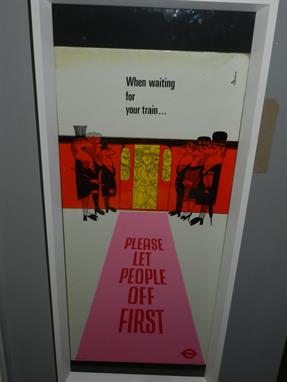 When waiting
for
your train...
PLEASE
LET
PEOPLE
OFF
FIRST